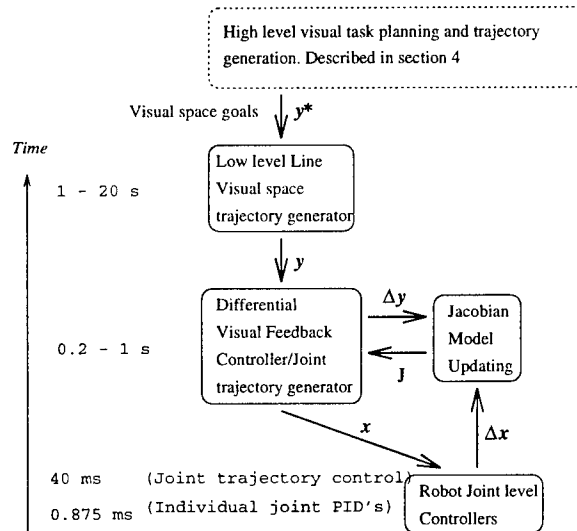 High level visual task planning and trajectory
generation. Described in section 4
Visual space goals
y*
Time
Low level Line
Visual space
trajectory generator
1 - 20 s
y
Differential
Visual Feedback
Controller/Joint
trajectory generator
Δy
J
Jacobian
Model
Updating
0.2 - 1 s
x
Δx
40 ms (Joint trajectory control)
0.875 ms (Individual joint PID's)
Robot Joint level
Controllers